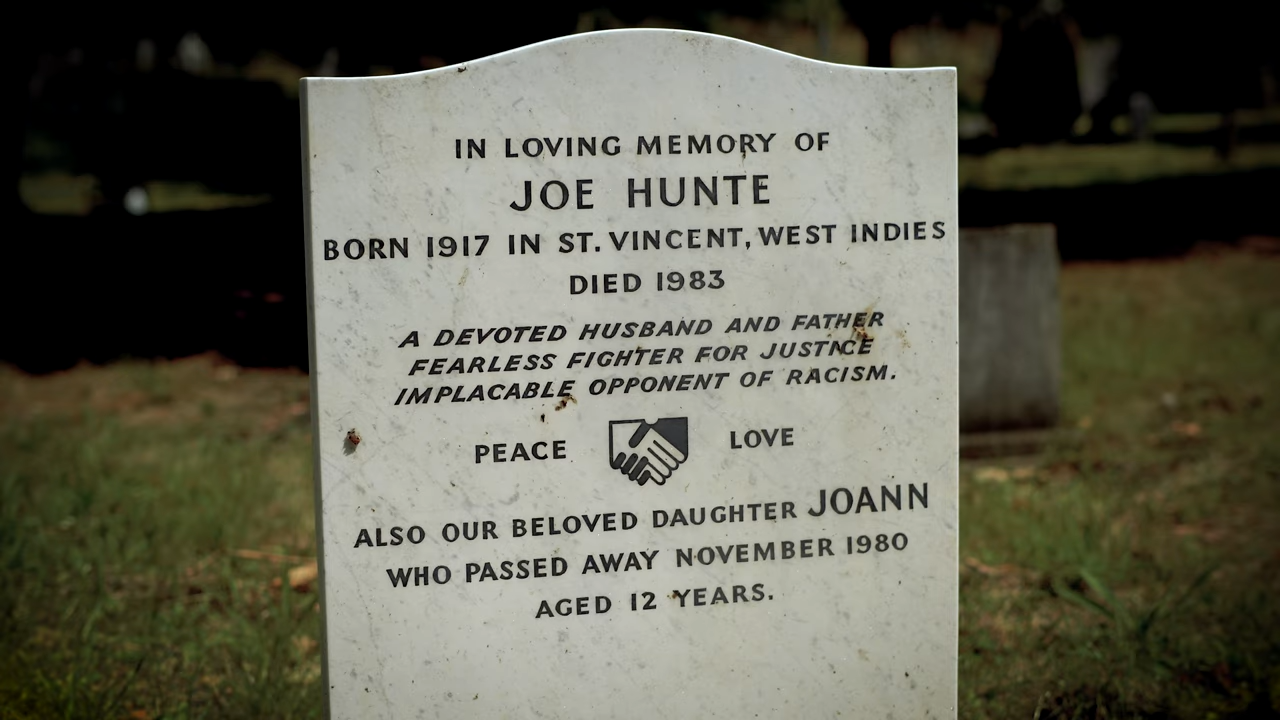 IN LOVING MEMORY OF
JOE HUNTE
BORN 1917 IN ST. VINCENT, WEST INDIES
DIED 1983
A DEVOTED HUSBAND AND FATHER
FEARLESS FIGHTER FOR JUSTICE
IMPLACABLE OPPONENT OF RACISM.
PEACE LOVE
ALSO OUR BELOVED DAUGHTER JOANN
WHO PASSED AWAY NOVEMBER 1980
AGED 12 YEARS.